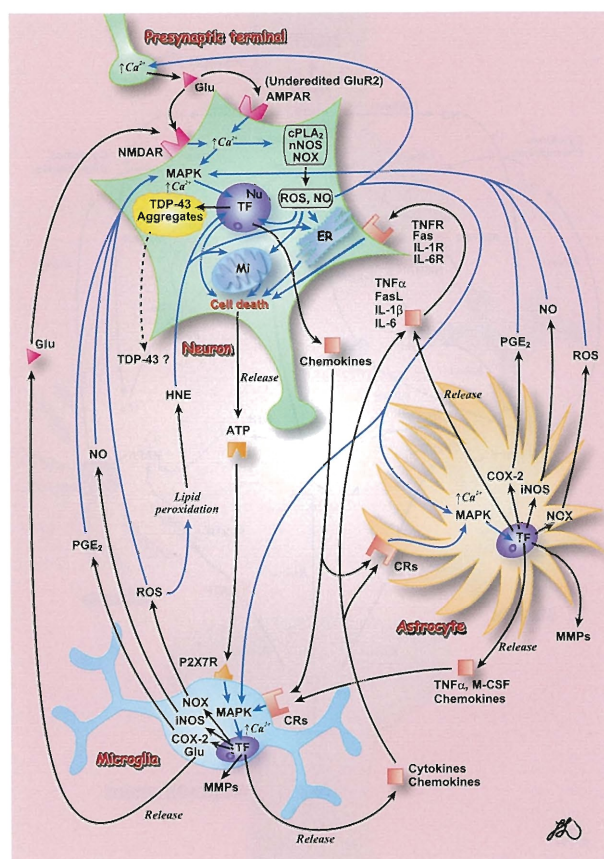 Presynaptic terminal
↑Ca²⁺
Glu
(Underedited GluR2)
AMPAR
NMDAR
↑Ca²⁺
cPLA₂
nNOS
NOX
MAPK
↑Ca²⁺
Nu
TF
TDP-43
Aggregates
ROS, NO
ER
Mi
Cell death
Neuron
TNFR
Fas
IL-1R
IL-6R
TNFα
FasL
IL-1β
IL-6
Glu
TDP-43 ?
Chemokines
Release
HNE
ATP
NO
PGE₂
ROS
Release
Lipid
peroxidation
NO
PGE₂
ROS
COX-2
iNOS
NOX
↑Ca²⁺
MAPK
TF
CRs
Astrocyte
MMPs
Release
TNFα, M-CSF
Chemokines
P2X7R
NOX
iNOS
COX-2
Glu
MAPK
↑Ca²⁺
TF
CRs
Microglia
MMPs
Cytokines
Chemokines
Release
Release